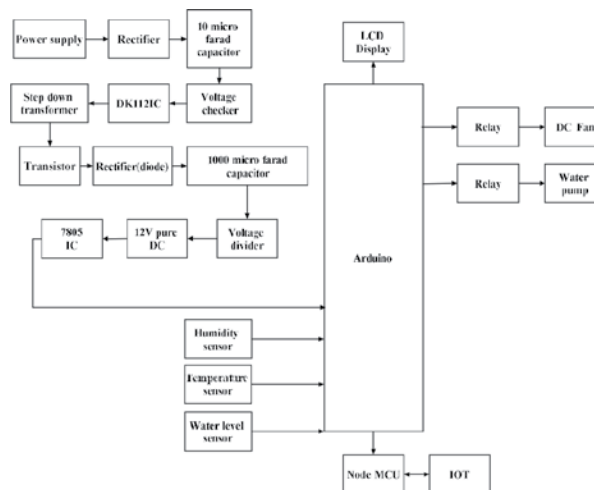 Power supply
Rectifier
10 micro
farad
capacitor
LCD
Display
Step down
transformer
DK112IC
Voltage
checker
Relay
DC Fan
Transistor
Rectifier(diode)
1000 micro farad
capacitor
Relay
Water
pump
7805
IC
12V pure
DC
Voltage
divider
Arduino
Humidity
sensor
Temperature
sensor
Water level
sensor
Node MCU
IOT